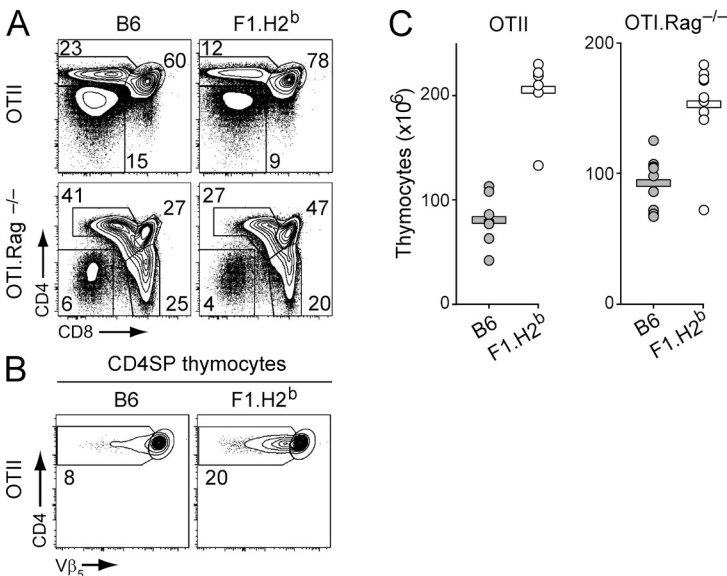 A
B6
F1.H2ᵇ
OTII
23
60
15
12
78
9
OTI.Rag ⁻/⁻
41
27
6
25
27
47
4
20
CD4
CD8
B
CD4SP thymocytes
B6
F1.H2ᵇ
OTII
8
20
CD4
Vβ₅
C
OTII
OTI.Rag⁻/⁻
Thymocytes (x10⁶)
200
100
0
B6
F1.H2ᵇ
200
100
0
B6
F1.H2ᵇ